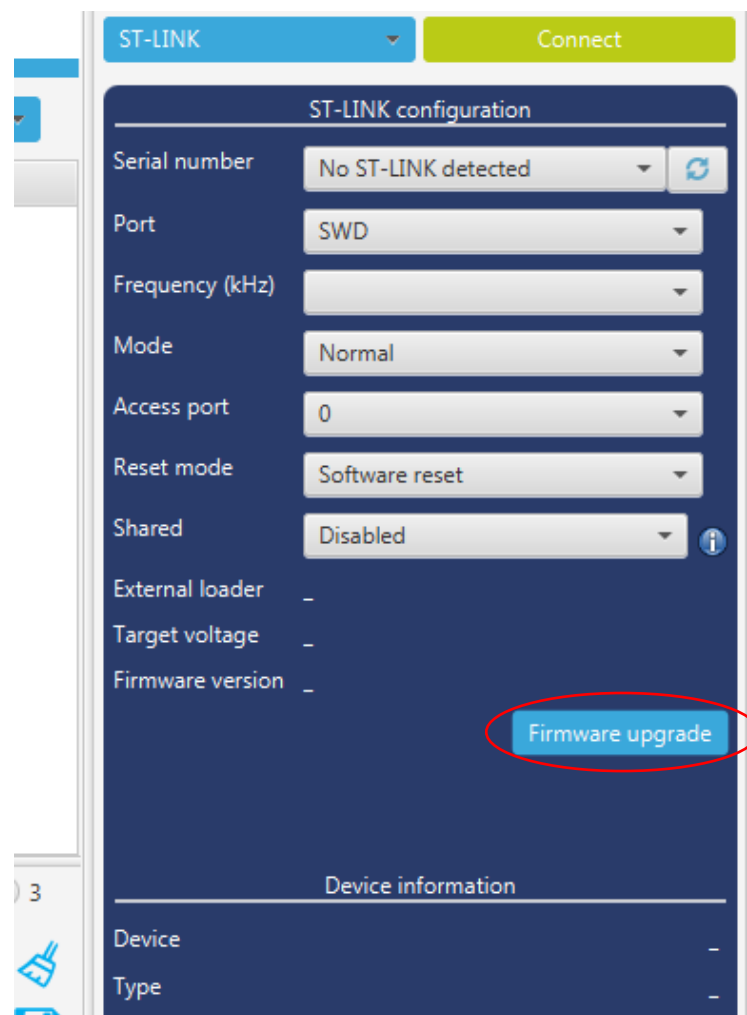 ST-LINK Connect
ST-LINK configuration
Serial number No ST-LINK detected
Port SWD
Frequency (kHz)
Mode Normal
Access port 0
Reset mode Software reset
Shared Disabled
External loader _
Target voltage _
Firmware version _
Firmware upgrade
3 Device information
Device _
Type _